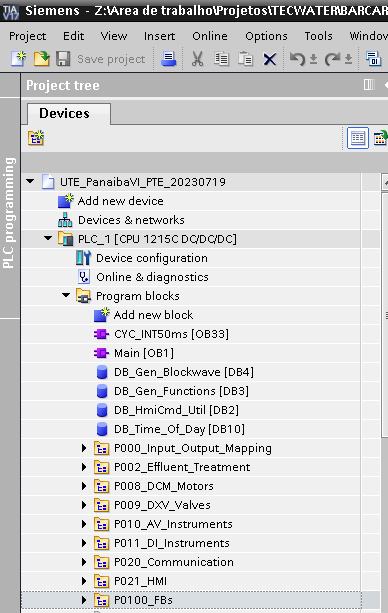 Siemens - Z:\Area de trabalho\Projetos\TECWATER\BARCAR
Project Edit View Insert Online Options Tools Window
Save project
Project tree
Devices
PLC programming
UTE_PanaibaVI_PTE_20230719
Add new device
Devices & networks
PLC_1 [CPU 1215C DC/DC/DC]
Device configuration
Online & diagnostics
Program blocks
Add new block
CYC_INT50ms [OB33]
Main [OB1]
DB_Gen_Blockwave [DB4]
DB_Gen_Functions [DB3]
DB_HmiCmd_Util [DB2]
DB_Time_Of_Day [DB10]
P000_Input_Output_Mapping
P002_Effluent_Treatment
P008_DCM_Motors
P009_DXV_Valves
P010_AV_Instruments
P011_DI_Instruments
P020_Communication
P021_HMI
P0100_FBs